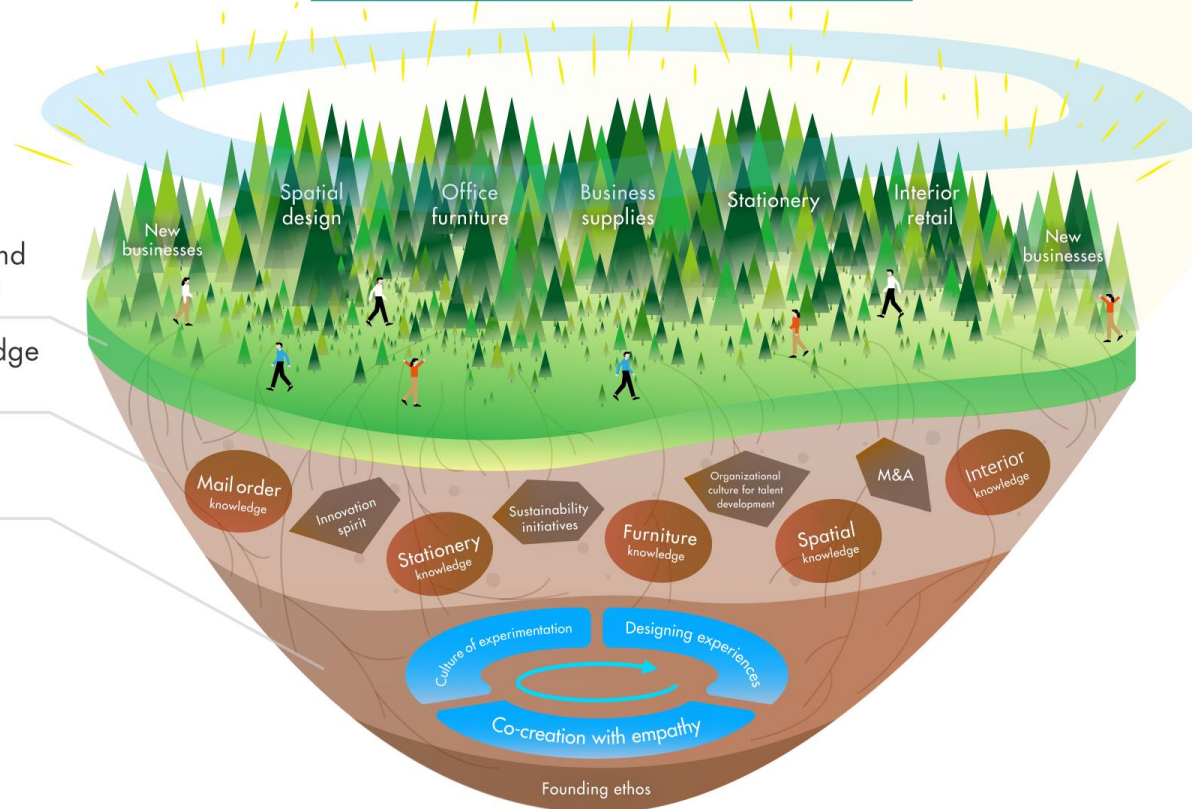 Spatial
design
Office
furniture
Business
supplies
Stationery
Interior
retail
New
businesses
New
businesses
nd
dge
Mail order
knowledge
Innovation
spirit
Stationery
knowledge
Sustainability
initiatives
Furniture
knowledge
Organizational
culture for talent
development
Spatial
knowledge
M&A
Interior
knowledge
Culture of experimentation
Designing experiences
Co-creation with empathy
Founding ethos